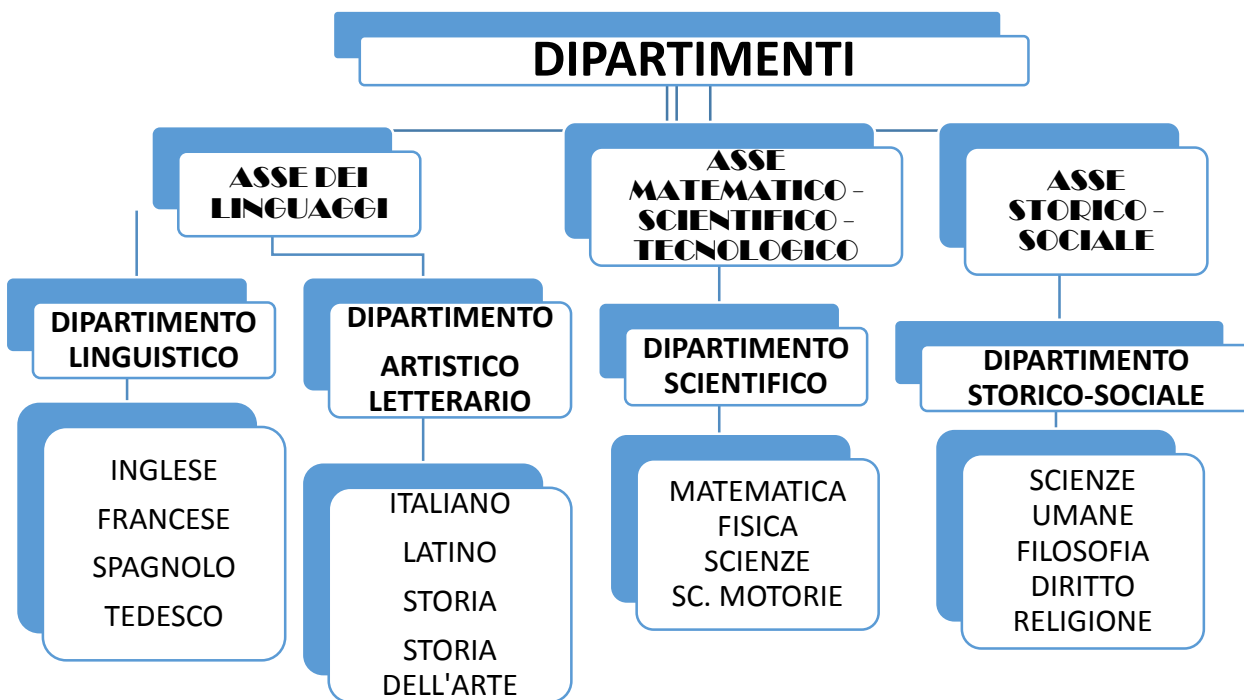 DIPARTIMENTI
ASSE DEI
LINGUAGGI
ASSE
MATEMATICO -
SCIENTIFICO -
TECNOLOGICO
ASSE
STORICO -
SOCIALE
DIPARTIMENTO
LINGUISTICO
DIPARTIMENTO
ARTISTICO
LETTERARIO
DIPARTIMENTO
SCIENTIFICO
DIPARTIMENTO
STORICO-SOCIALE
INGLESE
FRANCESE
SPAGNOLO
TEDESCO
ITALIANO
LATINO
STORIA
STORIA
DELL'ARTE
MATEMATICA
FISICA
SCIENZE
SC. MOTORIE
SCIENZE
UMANE
FILOSOFIA
DIRITTO
RELIGIONE